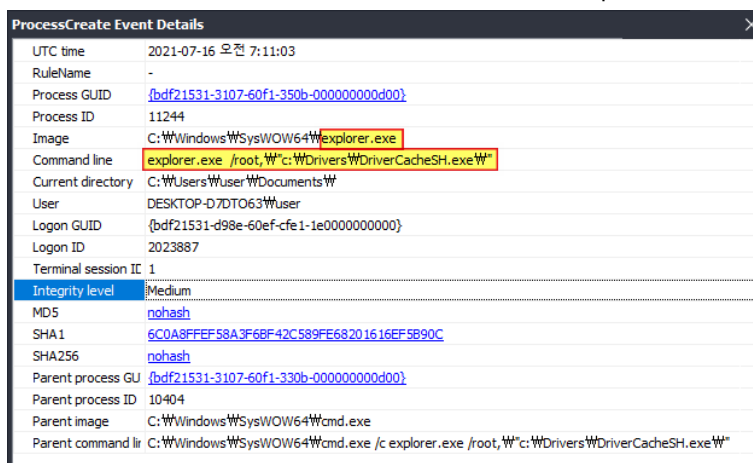 ProcessCreate Event Details
UTC time 2021-07-16 오전 7:11:03
RuleName -
Process GUID {bdf21531-3107-60f1-350b-000000000d00}
Process ID 11244
Image C:₩Windows₩SysWOW64₩explorer.exe
Command line explorer.exe /root,₩"c:₩Drivers₩DriverCacheSH.exe₩"
Current directory C:₩Users₩user₩Documents₩
User DESKTOP-D7DTO63₩user
Logon GUID {bdf21531-d98e-60ef-cfe1-1e0000000000}
Logon ID 2023887
Terminal session ID 1
Integrity level Medium
MD5 nohash
SHA1 6C0A8FFEF58A3F6BF42C589FE68201616EF5B90C
SHA256 nohash
Parent process GU {bdf21531-3107-60f1-330b-000000000d00}
Parent process ID 10404
Parent image C:₩Windows₩SysWOW64₩cmd.exe
Parent command lir C:₩Windows₩SysWOW64₩cmd.exe /c explorer.exe /root,₩"c:₩Drivers₩DriverCacheSH.exe₩"